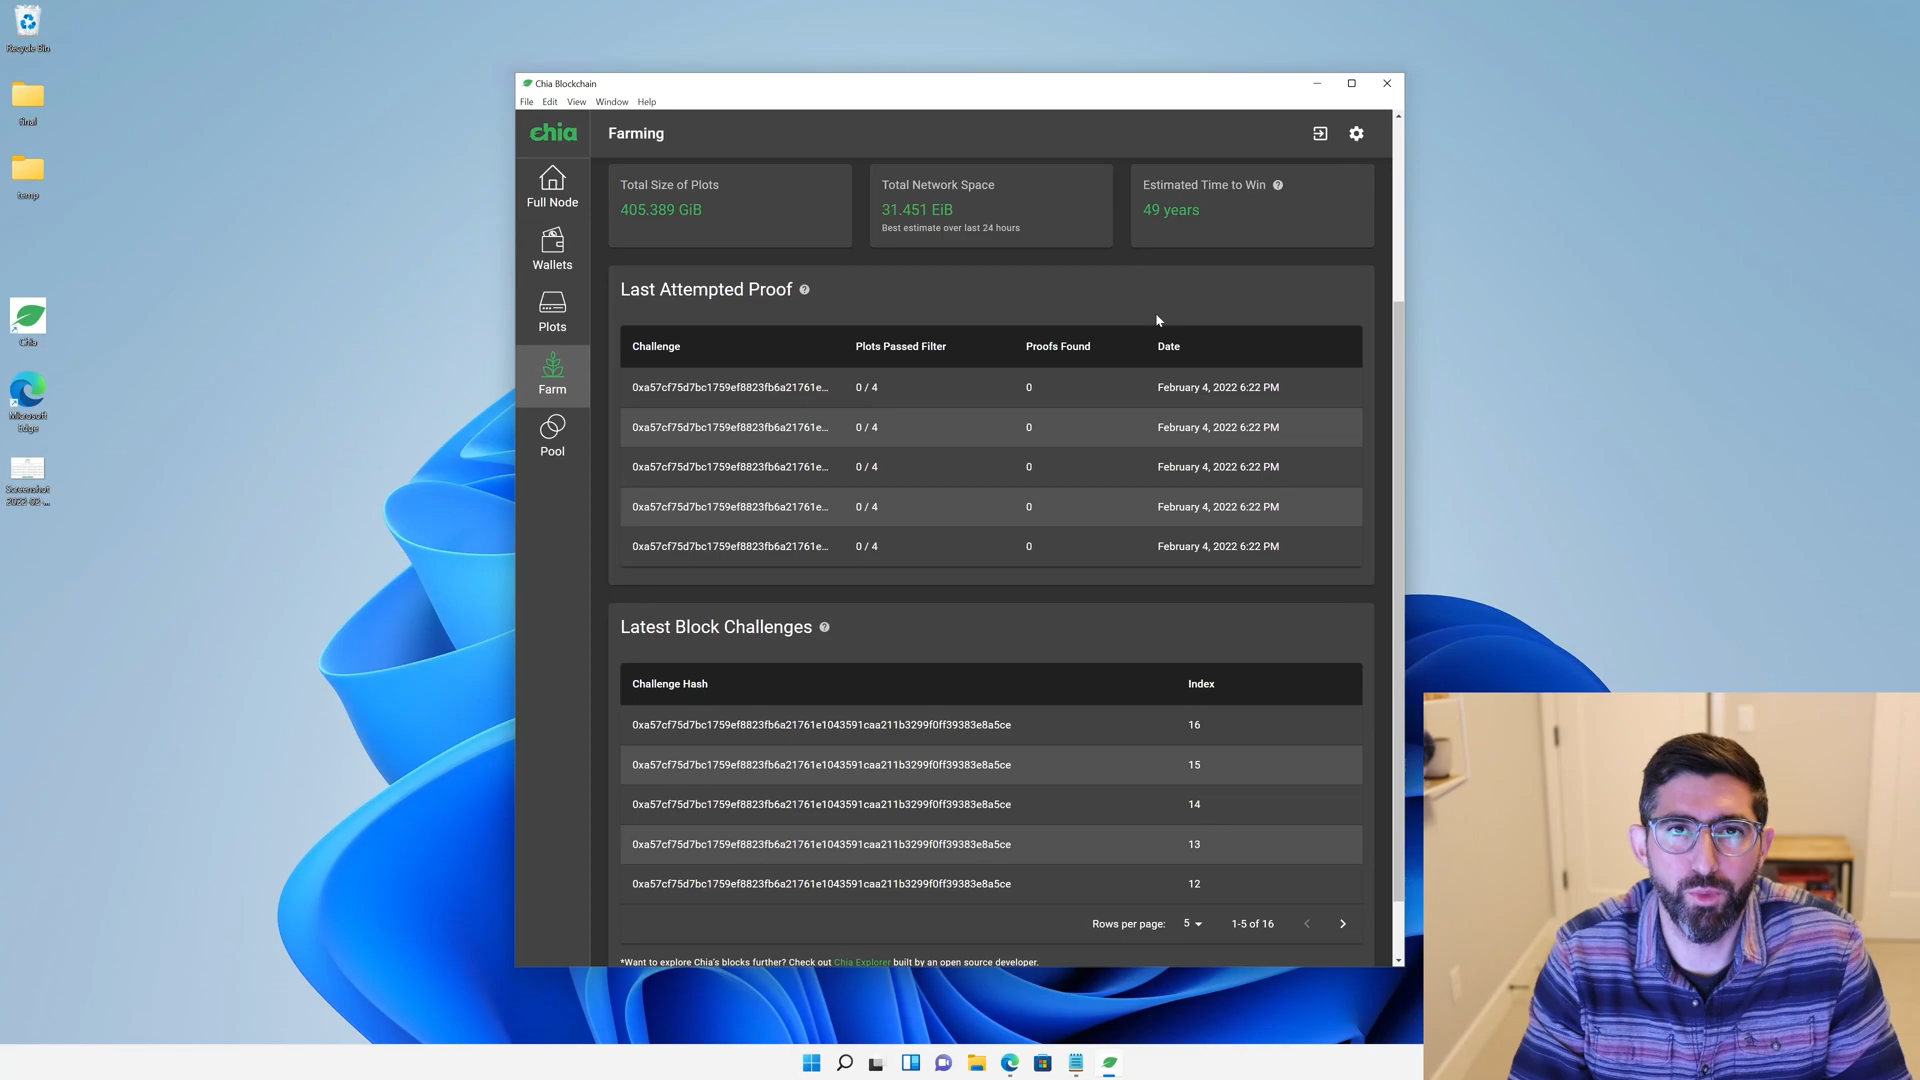 Recycle Bin
final
temp
Chia
Microsoft
Edge
Screenshot
2022-02-...
Chia Blockchain
File Edit View Window Help
chia
Farming
Full Node
Wallets
Plots
Farm
Pool
Total Size of Plots
405.389 GiB
Total Network Space
31.451 EiB
Best estimate over last 24 hours
Estimated Time to Win
49 years
Last Attempted Proof
Challenge Plots Passed Filter Proofs Found Date
0xa57cf75d7bc1759ef8823fb6a21761e... 0 / 4 0 February 4, 2022 6:22 PM
0xa57cf75d7bc1759ef8823fb6a21761e... 0 / 4 0 February 4, 2022 6:22 PM
0xa57cf75d7bc1759ef8823fb6a21761e... 0 / 4 0 February 4, 2022 6:22 PM
0xa57cf75d7bc1759ef8823fb6a21761e... 0 / 4 0 February 4, 2022 6:22 PM
0xa57cf75d7bc1759ef8823fb6a21761e... 0 / 4 0 February 4, 2022 6:22 PM
Latest Block Challenges
Challenge Hash Index
0xa57cf75d7bc1759ef8823fb6a21761e1043591caa211b3299f0ff39383e8a5ce 16
0xa57cf75d7bc1759ef8823fb6a21761e1043591caa211b3299f0ff39383e8a5ce 15
0xa57cf75d7bc1759ef8823fb6a21761e1043591caa211b3299f0ff39383e8a5ce 14
0xa57cf75d7bc1759ef8823fb6a21761e1043591caa211b3299f0ff39383e8a5ce 13
0xa57cf75d7bc1759ef8823fb6a21761e1043591caa211b3299f0ff39383e8a5ce 12
Rows per page: 5 1-5 of 16
*Want to explore Chia's blocks further? Check out Chia Explorer built by an open source developer.